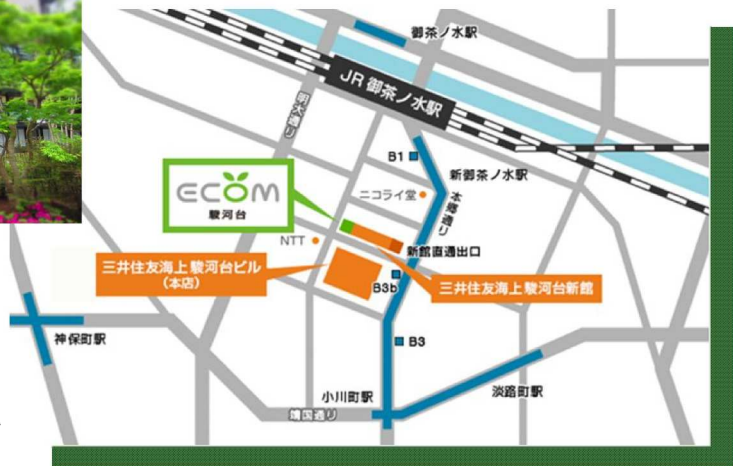 御茶ノ水駅
JR 御茶ノ水駅
明大通り
B1
新御茶ノ水駅
ECOM
駿河台
ニコライ堂
本郷通り
NTT
新館直通出口
三井住友海上駿河台ビル
(本店)
B3b
三井住友海上駿河台新館
神保町駅
B3
小川町駅
淡路町駅
靖国通り